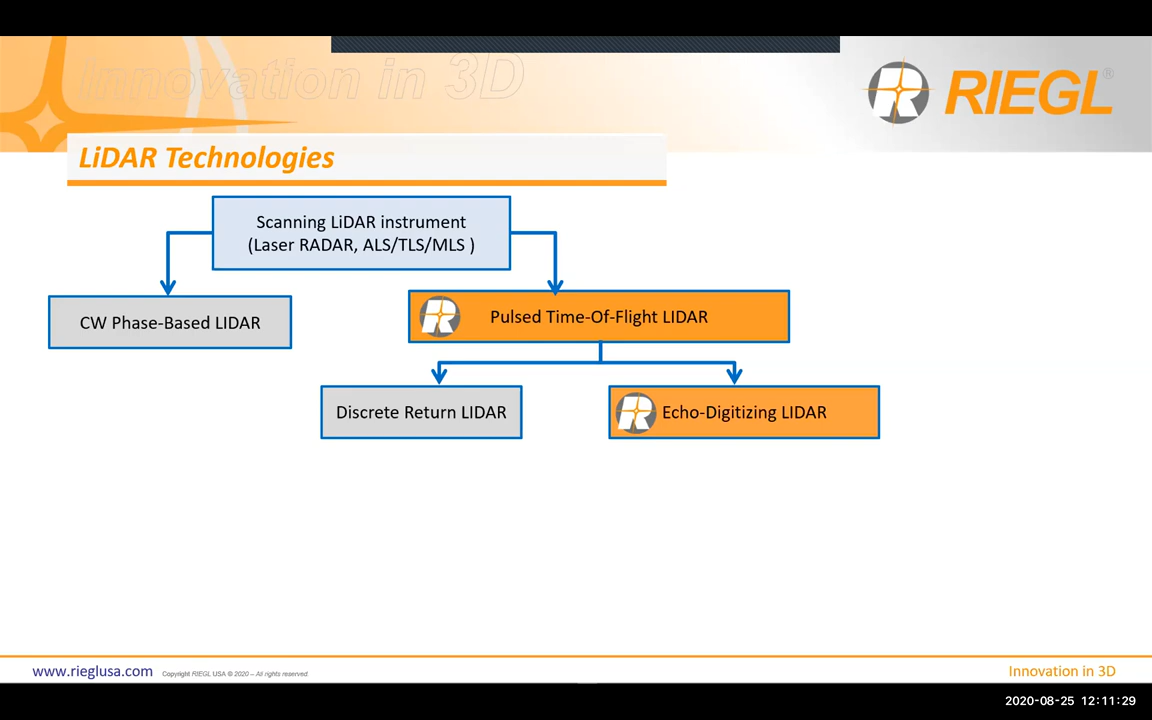 Innovation in 3D
RIEGL®
LiDAR Technologies
Scanning LiDAR instrument
(Laser RADAR, ALS/TLS/MLS )
CW Phase-Based LIDAR
Pulsed Time-Of-Flight LIDAR
Discrete Return LIDAR
Echo-Digitizing LIDAR
www.rieglusa.com
Copyright RIEGL USA © 2020 – All rights reserved.
Innovation in 3D
2020-08-25 12:11:29